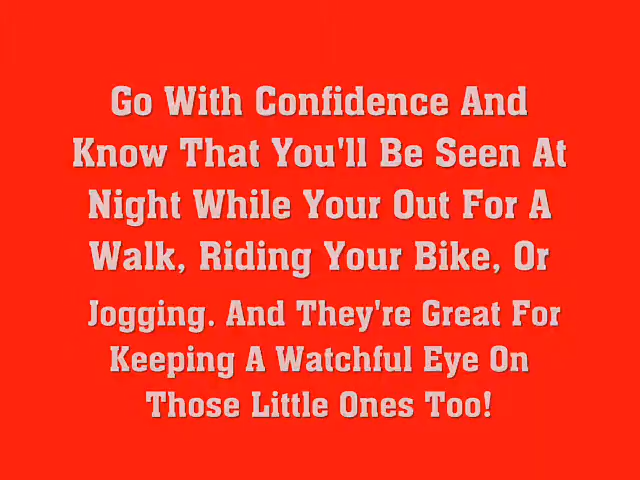 Go With Confidence And
Know That You'll Be Seen At
Night While Your Out For A
Walk, Riding Your Bike, Or
Jogging. And They're Great For
Keeping A Watchful Eye On
Those Little Ones Too!